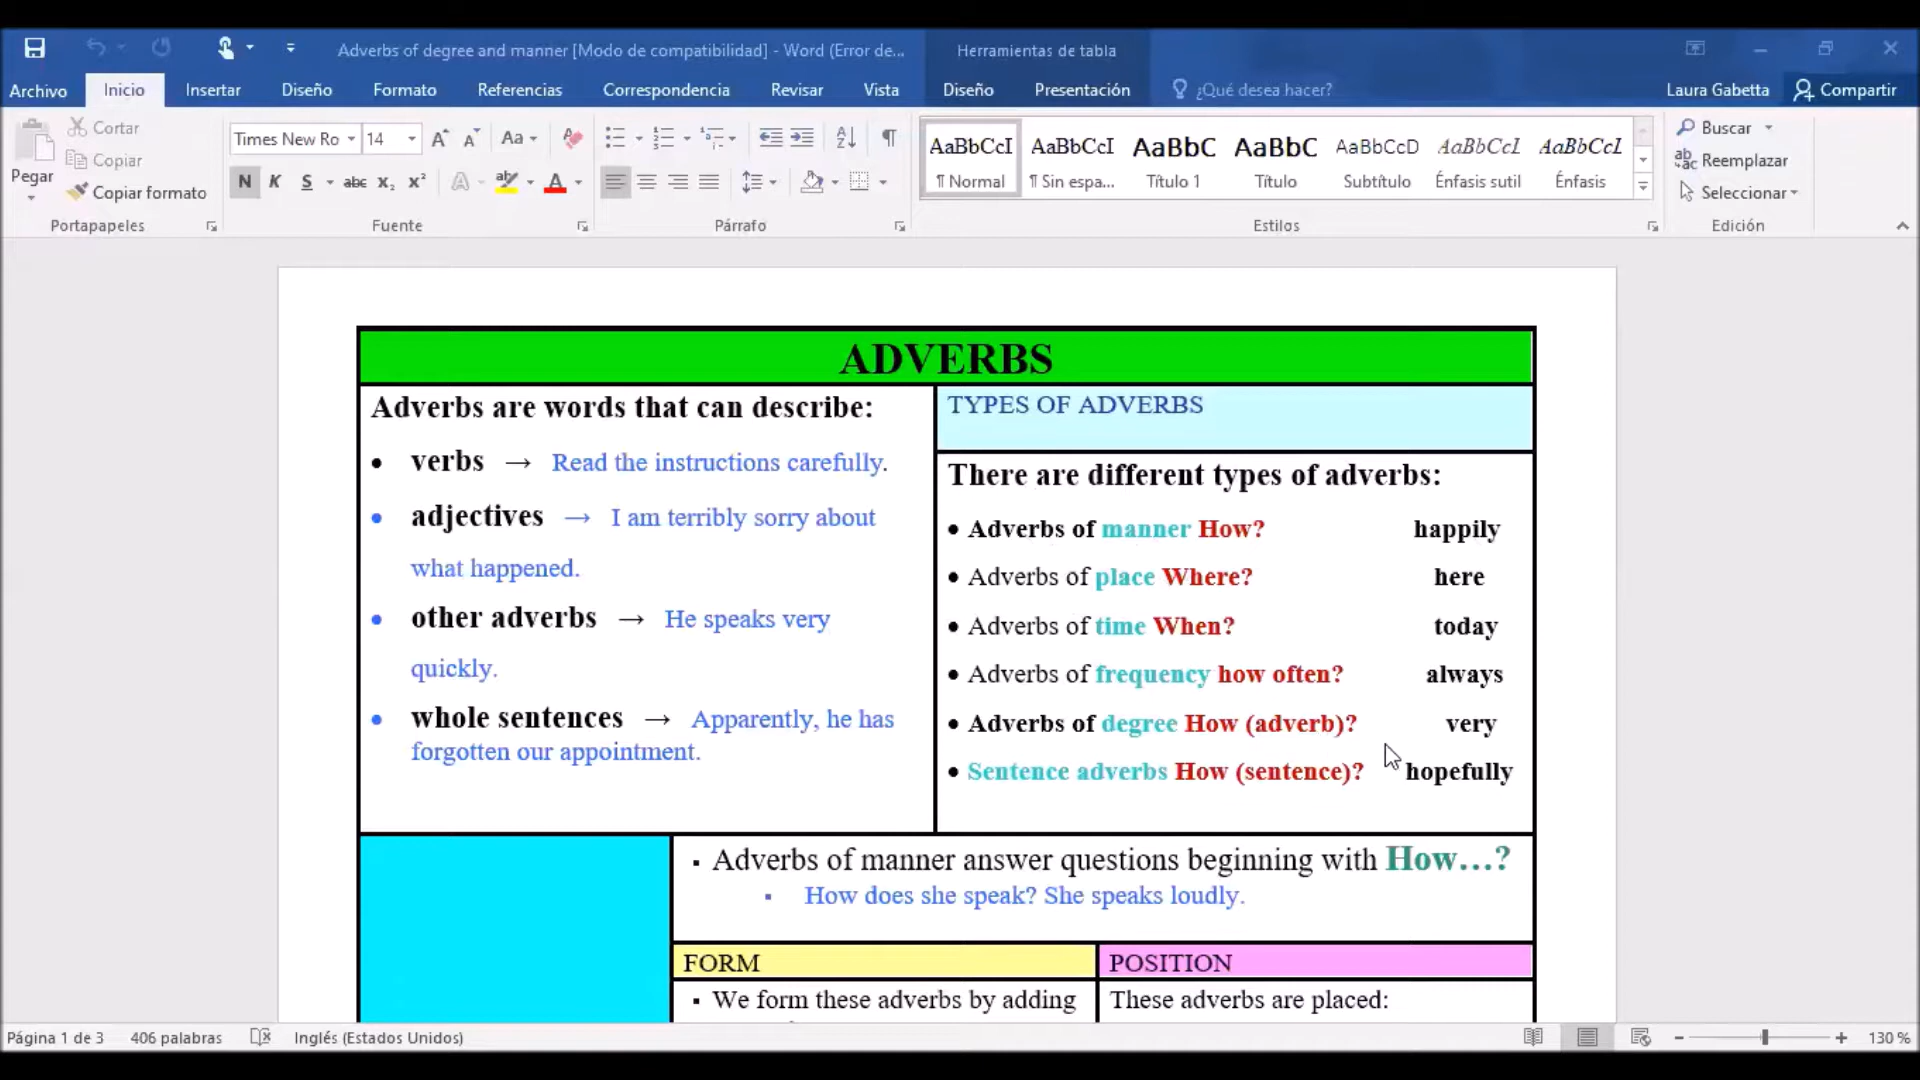 Adverbs of degree and manner [Modo de compatibilidad] - Word (Error de...
Herramientas de tabla
Archivo Inicio Insertar Diseño Formato Referencias Correspondencia Revisar Vista Diseño Presentación ¿Qué desea hacer? Laura Gabetta Compartir
Pegar
Cortar
Copiar
Copiar formato
Portapapeles
Times New Ro 14
Aa
N K S abc x₂ x²
Fuente
Párrafo
AaBbCcI AaBbCcI AaBbC AaBbC AaBbCcD AaBbCcI AaBbCcI
¶ Normal ¶ Sin espa... Título 1 Título Subtítulo Énfasis sutil Énfasis
Estilos
Buscar
Reemplazar
Seleccionar
Edición
ADVERBS
Adverbs are words that can describe:
• verbs → Read the instructions carefully.
• adjectives → I am terribly sorry about
what happened.
• other adverbs → He speaks very
quickly.
• whole sentences → Apparently, he has
forgotten our appointment.
TYPES OF ADVERBS
There are different types of adverbs:
• Adverbs of manner How? happily
• Adverbs of place Where? here
• Adverbs of time When? today
• Adverbs of frequency how often? always
• Adverbs of degree How (adverb)? very
• Sentence adverbs How (sentence)? hopefully
▪ Adverbs of manner answer questions beginning with How…?
▪ How does she speak? She speaks loudly.
FORM
▪ We form these adverbs by adding
POSITION
These adverbs are placed:
Página 1 de 3 406 palabras Inglés (Estados Unidos) 130 %